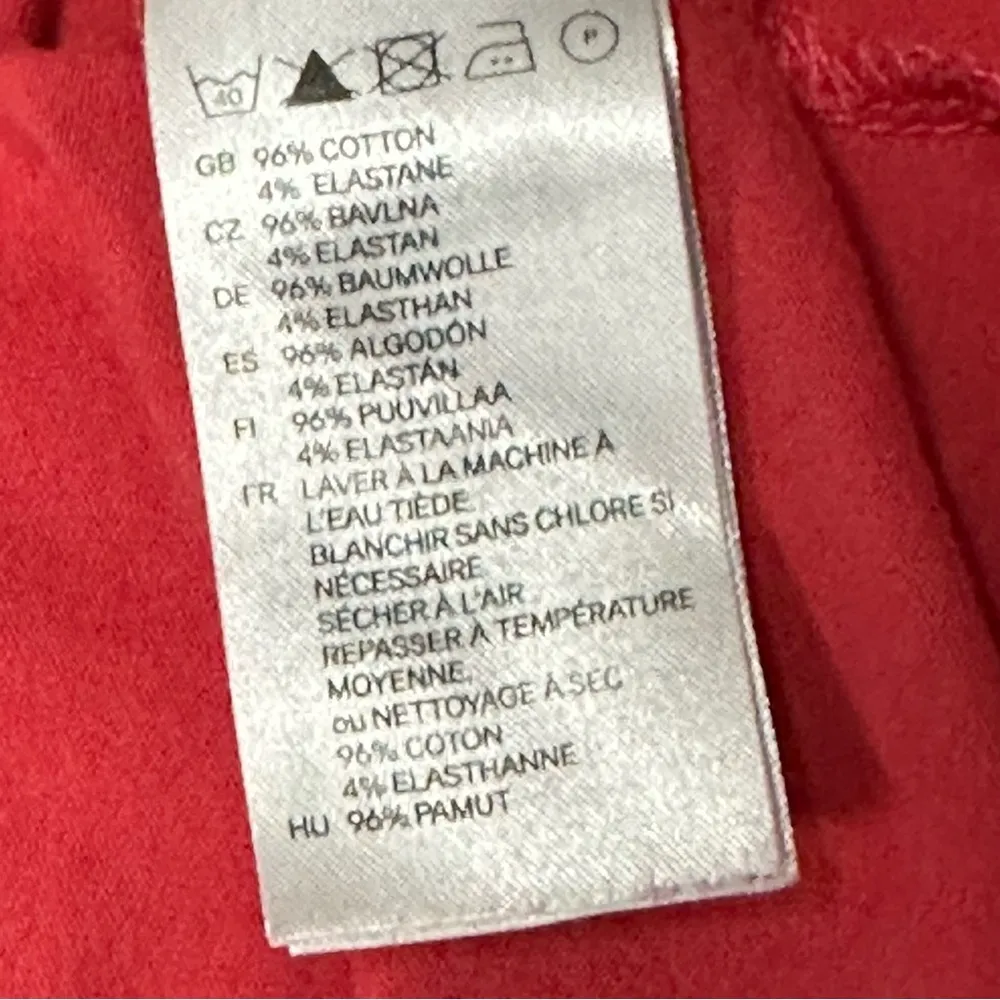 40 P
GB 96% COTTON
4% ELASTANE
CZ 96% BAVLNA
4% ELASTAN
DE 96% BAUMWOLLE
4% ELASTHAN
ES 96% ALGODÓN
4% ELASTÁN
FI 96% PUUVILLAA
4% ELASTAANIA
FR LAVER À LA MACHINE À
L'EAU TIÈDE
BLANCHIR SANS CHLORE SI
NÉCESSAIRE
SÉCHER À L'AIR
REPASSER À TEMPÉRATURE
MOYENNE
ou NETTOYAGE À SEC
96% COTON
4% ELASTHANNE
HU 96% PAMUT